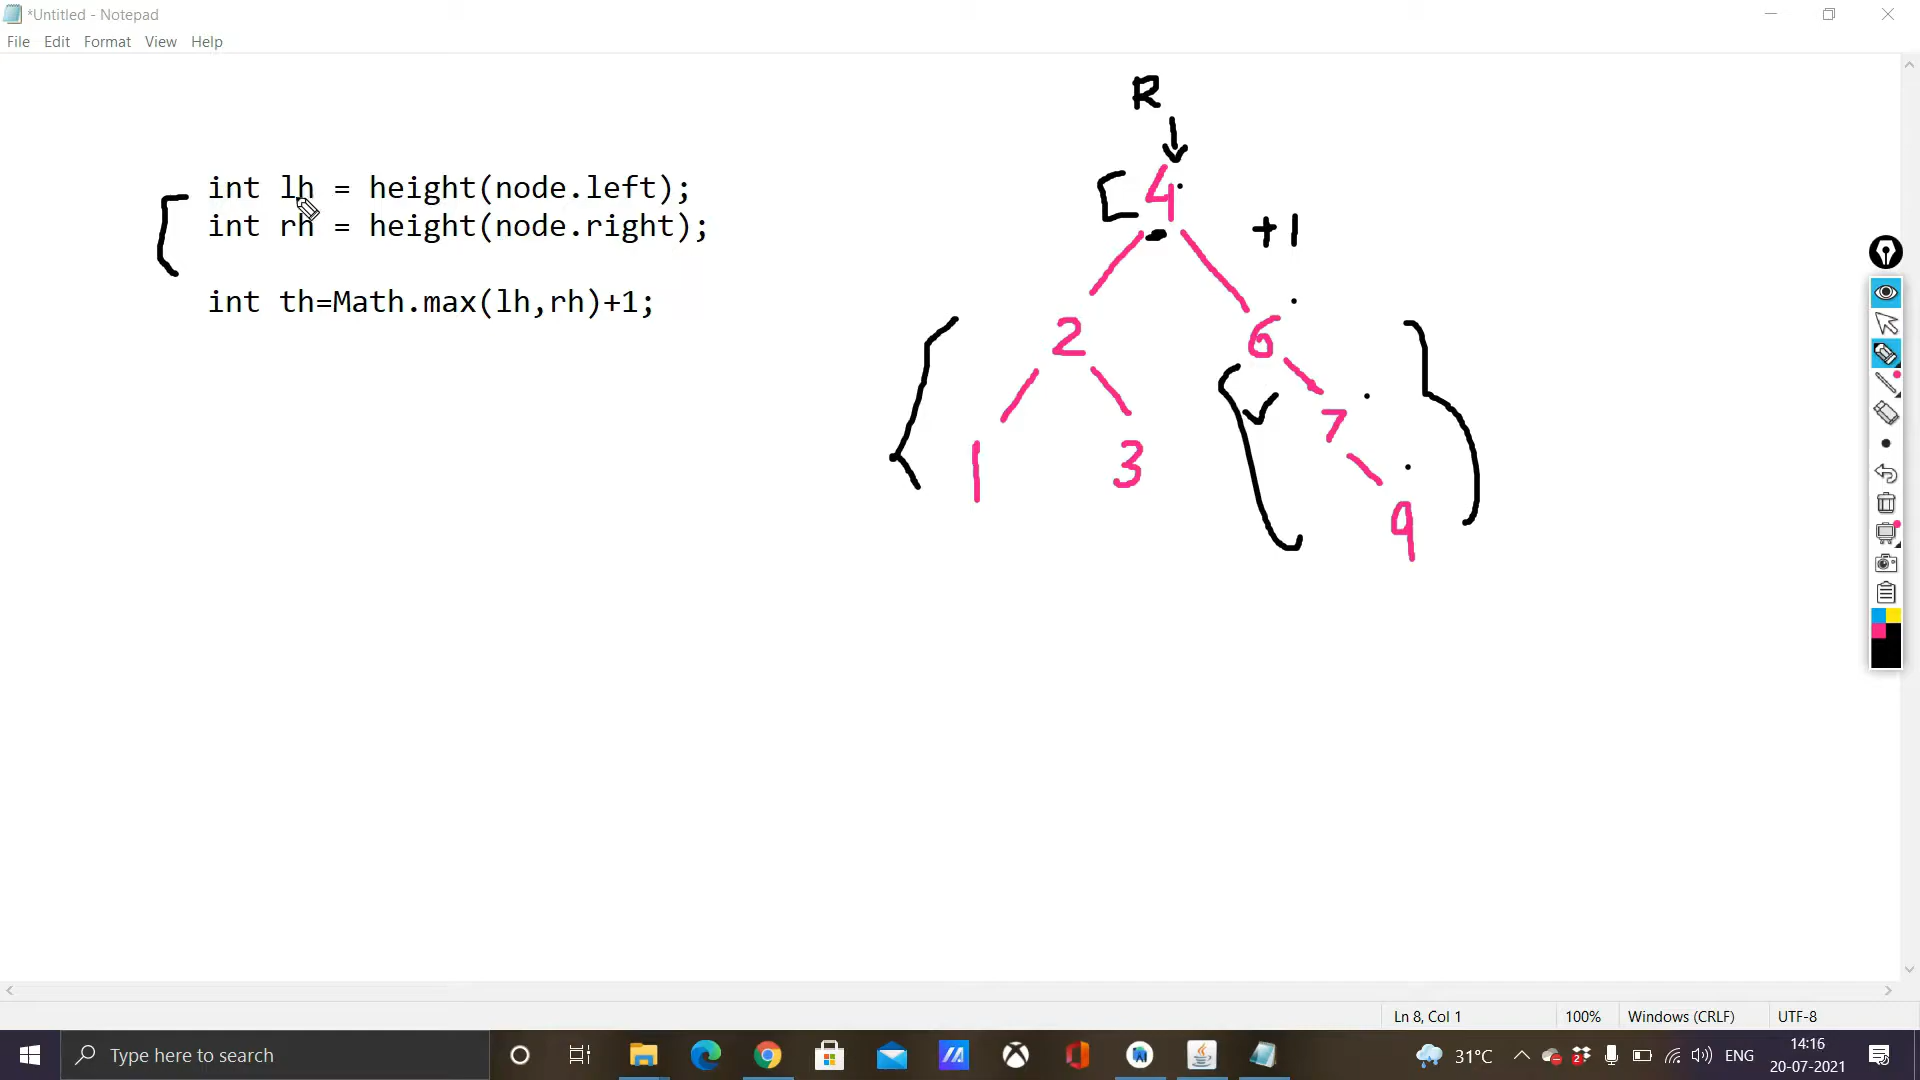 *Untitled - Notepad
File Edit Format View Help
R
int lh = height(node.left);
int rh = height(node.right);
int th=Math.max(lh,rh)+1;
4
+1
2
6
7
1
3
9
Ln 8, Col 1
100%
Windows (CRLF)
UTF-8
Type here to search
2
31°C
ENG
14:16
20-07-2021